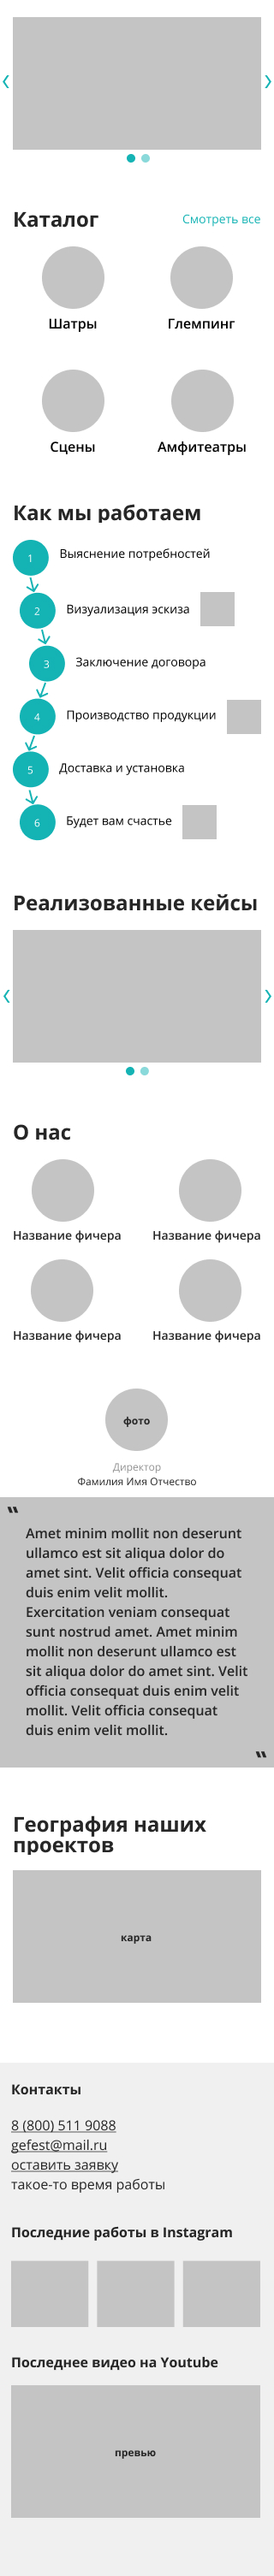 Каталог
Смотреть все
Шатры
Глемпинг
Сцены
Амфитеатры
Как мы работаем
1
Выяснение потребностей
2
Визуализация эскиза
3
Заключение договора
4
Производство продукции
5
Доставка и установка
6
Будет вам счастье
Реализованные кейсы
О нас
Название фичера
Название фичера
Название фичера
Название фичера
фото
Директор
Фамилия Имя Отчество
"
Amet minim mollit non deserunt
ullamco est sit aliqua dolor do
amet sint. Velit officia consequat
duis enim velit mollit.
Exercitation veniam consequat
sunt nostrud amet. Amet minim
mollit non deserunt ullamco est
sit aliqua dolor do amet sint. Velit
officia consequat duis enim velit
mollit. Velit officia consequat
duis enim velit mollit.
"
География наших
проектов
карта
Контакты
8 (800) 511 9088
gefest@mail.ru
оставить заявку
такое-то время работы
Последние работы в Instagram
Последнее видео на Youtube
превью